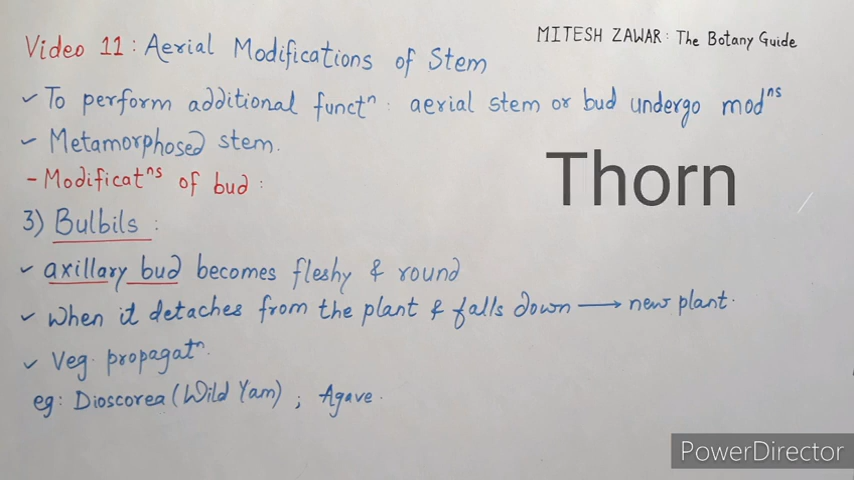 Video 11 : Aerial Modifications of Stem
MITESH ZAWAR : The Botany Guide
✓ To perform additional functⁿ : aerial stem or bud undergo modⁿˢ
✓ Metamorphosed stem.
Thorn
- Modificatⁿˢ of bud :
3) Bulbils :
✓ axillary bud becomes fleshy & round
✓ When it detaches from the plant & falls down → new plant.
✓ Veg. propagatⁿ.
eg: Dioscorea (Wild Yam) ; Agave.
PowerDirector